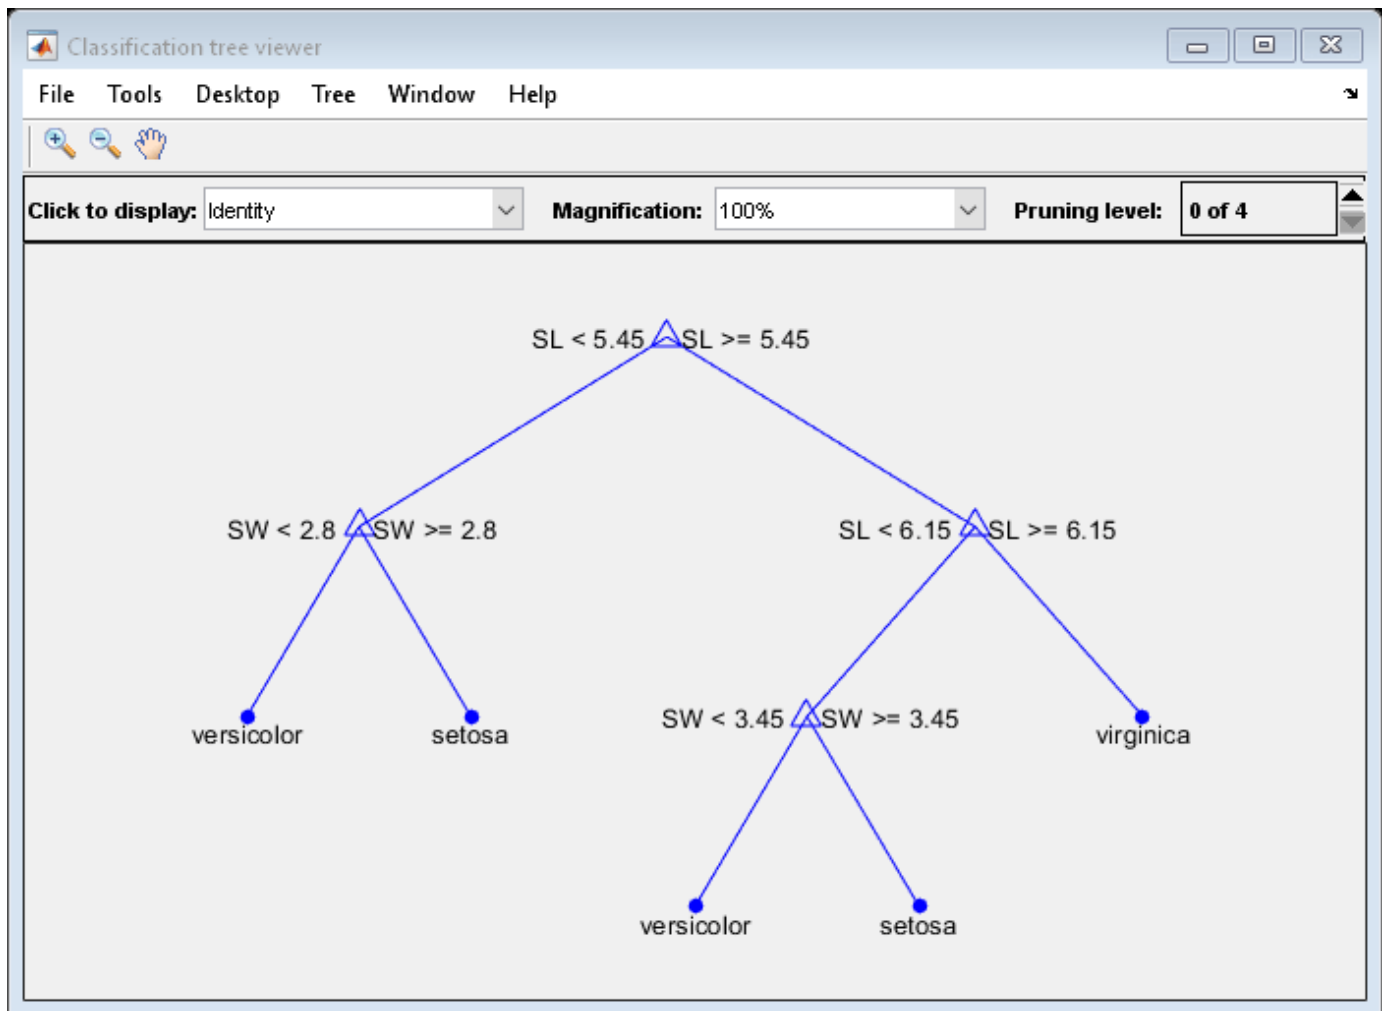 Classification tree viewer
File Tools Desktop Tree Window Help
Click to display: Identity Magnification: 100% Pruning level: 0 of 4
SL < 5.45 SL >= 5.45
SW < 2.8 SW >= 2.8 SL < 6.15 SL >= 6.15
versicolor setosa SW < 3.45 SW >= 3.45 virginica
versicolor setosa